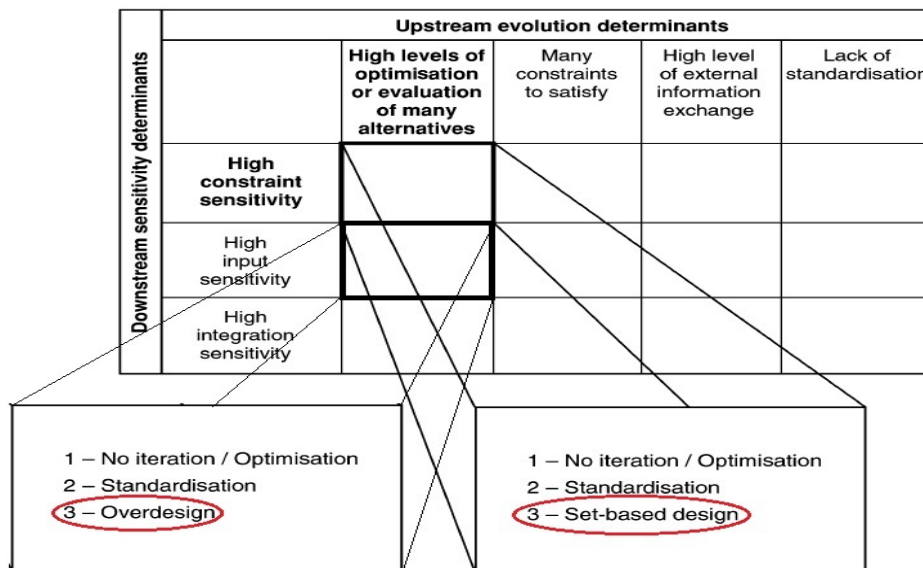 Upstream evolution determinants
Downstream sensitivity determinants
High levels of
optimisation
or evaluation
of many
alternatives
Many
constraints
to satisfy
High level
of external
information
exchange
Lack of
standardisation
High
constraint
sensitivity
High
input
sensitivity
High
integration
sensitivity
1 – No iteration / Optimisation
2 – Standardisation
3 – Overdesign
1 – No iteration / Optimisation
2 – Standardisation
3 – Set-based design